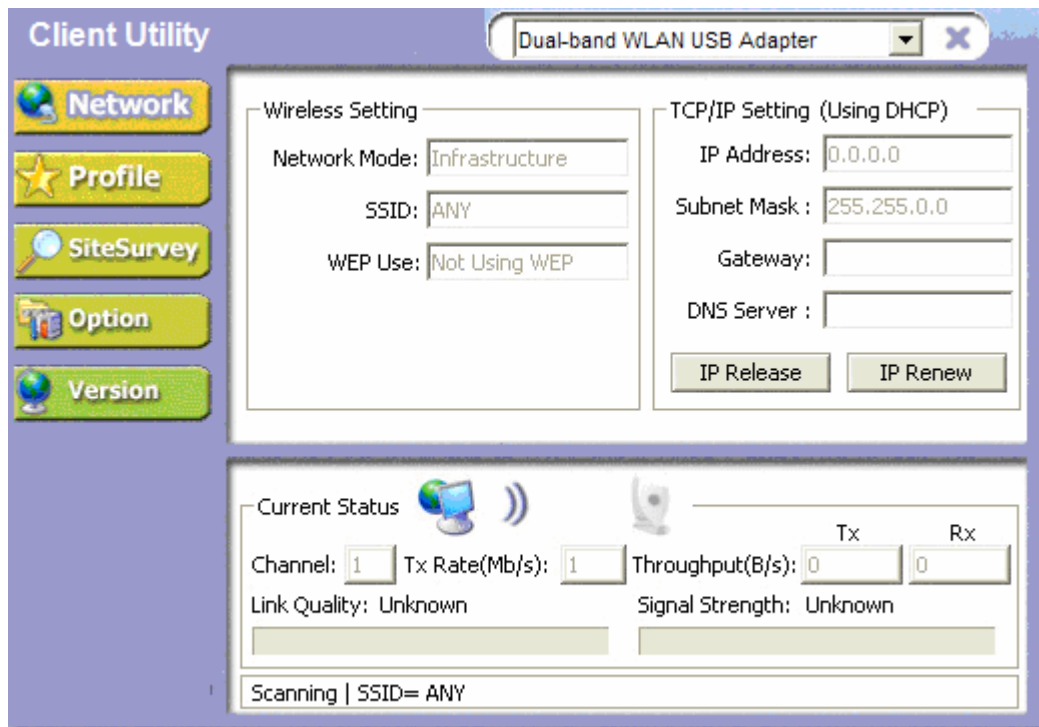 Client Utility
Dual-band WLAN USB Adapter
Network
Profile
SiteSurvey
Option
Version
Wireless Setting
Network Mode: Infrastructure
SSID: ANY
WEP Use: Not Using WEP
TCP/IP Setting (Using DHCP)
IP Address: 0.0.0.0
Subnet Mask : 255.255.0.0
Gateway:
DNS Server :
IP Release IP Renew
Current Status
Tx Rx
Channel: 1 Tx Rate(Mb/s): 1 Throughput(B/s): 0 0
Link Quality: Unknown Signal Strength: Unknown
Scanning | SSID= ANY